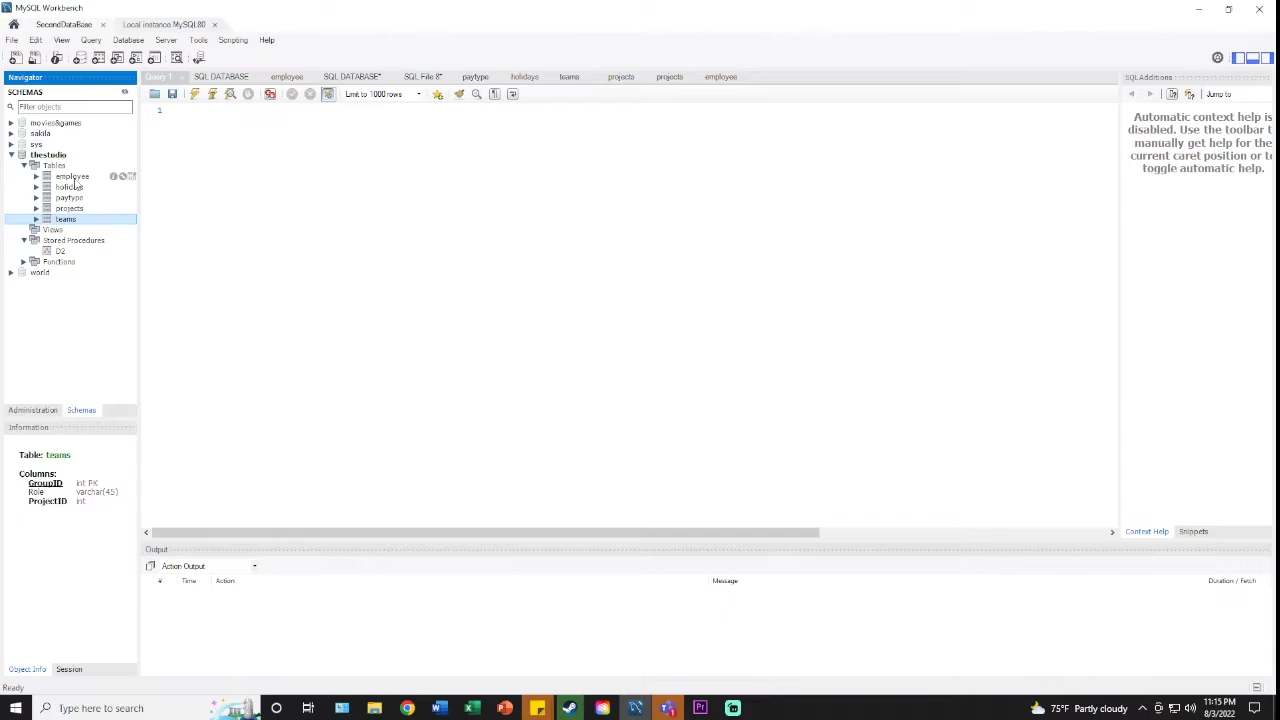 MySQL Workbench
SecondDataBase × Local instance MySQL80 ×
File Edit View Query Database Server Tools Scripting Help
Navigator
SCHEMAS
Filter objects
movies&games
sakila
sys
thestudio
Tables
employee
holidays
paytype
projects
teams
Views
Stored Procedures
D2
Functions
world
Administration Schemas
Information
Table: teams
Columns:
GroupID int PK
Role varchar(45)
ProjectID int
Object Info Session
Ready
Query 1 × SQL DATABASE employee SQL DATABASE* SQL File 8* paytype holidays teams projects projects employee
Limit to 1000 rows
1
Output
Action Output
# Time Action Message Duration / Fetch
SQLAdditions
Jump to
Automatic context help is
disabled. Use the toolbar t
manually get help for the
current caret position or to
toggle automatic help.
Context Help Snippets
Type here to search
75°F Partly cloudy
11:15 PM
8/3/2022